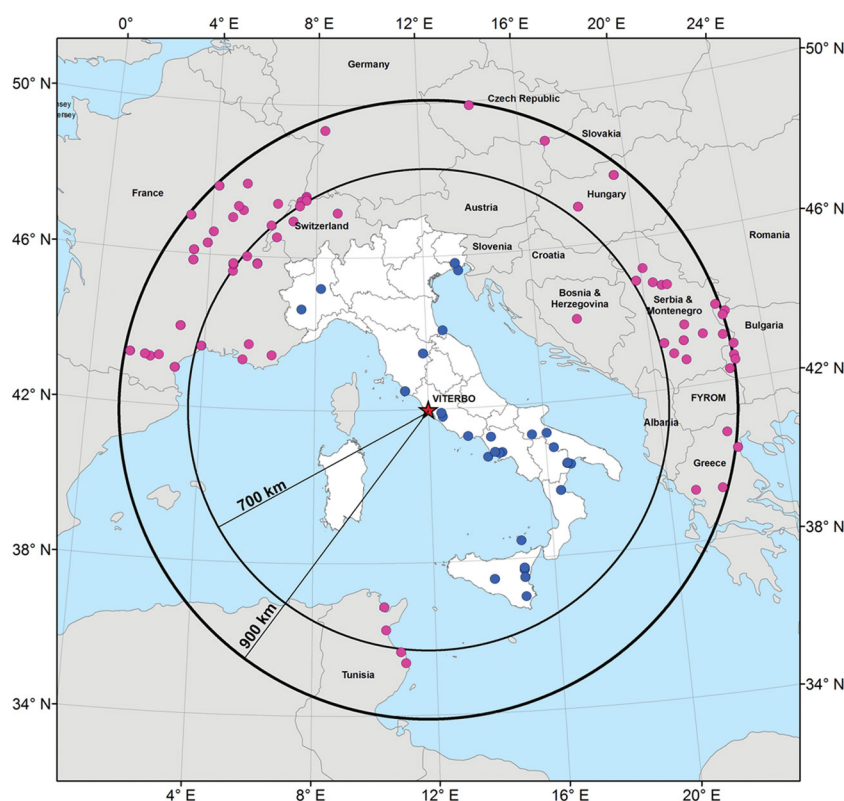 0° 4° E 8° E 12° E 16° E 20° E 24° E
50° N
50° N
Germany
Czech Republic
sey
ersey
Slovakia
France
Hungary
Switzerland
Austria
46° N
46° N
Slovenia
Romania
Croatia
Bosnia &
Herzegovina
Serbia &
Montenegro
Bulgaria
42° N
42° N
VITERBO
FYROM
Albania
Greece
700 km
38° N
38° N
900 km
Tunisia
34° N
34° N
4° E 8° E 12° E 16° E 20° E